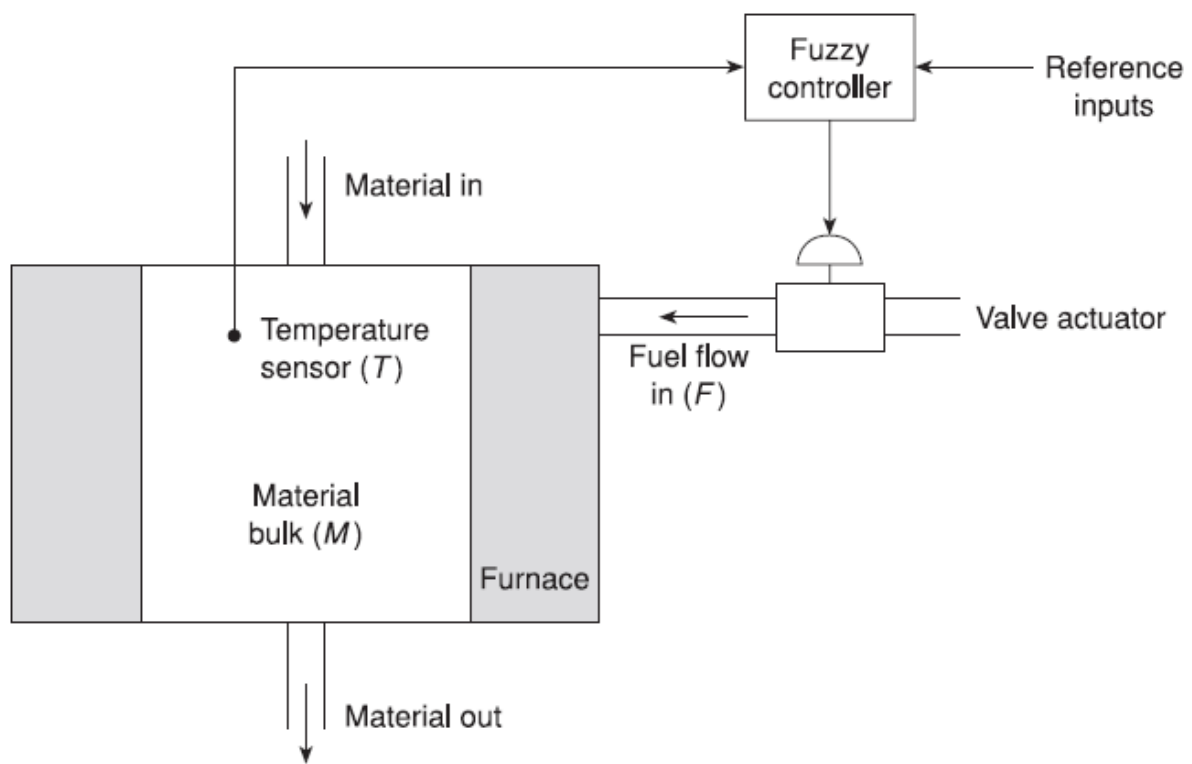 Fuzzy
controller
Reference
inputs
Material in
Temperature
sensor (T)
Valve actuator
Fuel flow
in (F)
Material
bulk (M)
Furnace
Material out